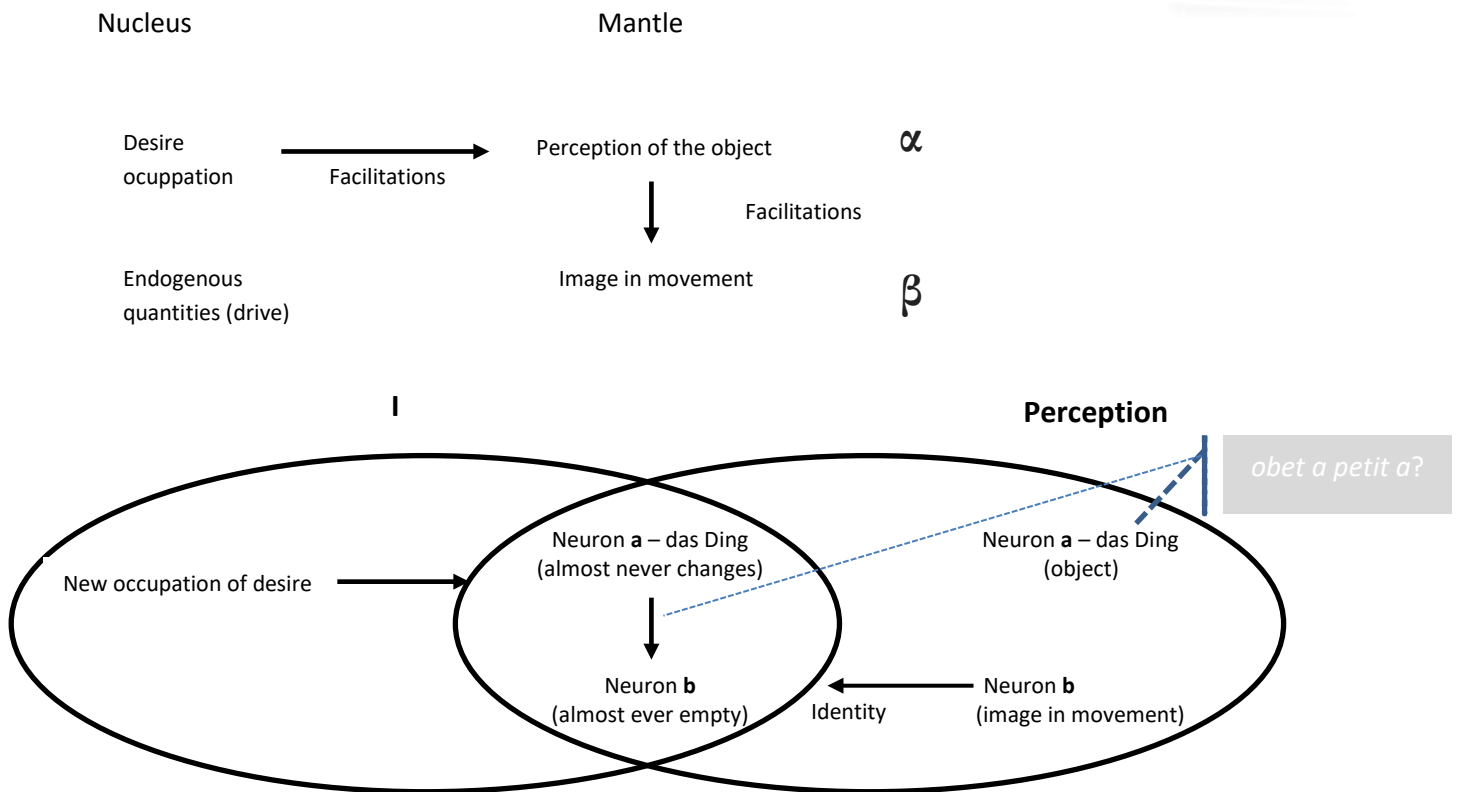 Nucleus
Mantle
Desire
ocuppation
Facilitations
Perception of the object
α
Facilitations
Endogenous
quantities (drive)
Image in movement
β
I
Perception
obet a petit a?
Neuron a – das Ding
(almost never changes)
Neuron a – das Ding
(object)
New occupation of desire
Neuron b
(almost ever empty)
Identity
Neuron b
(image in movement)